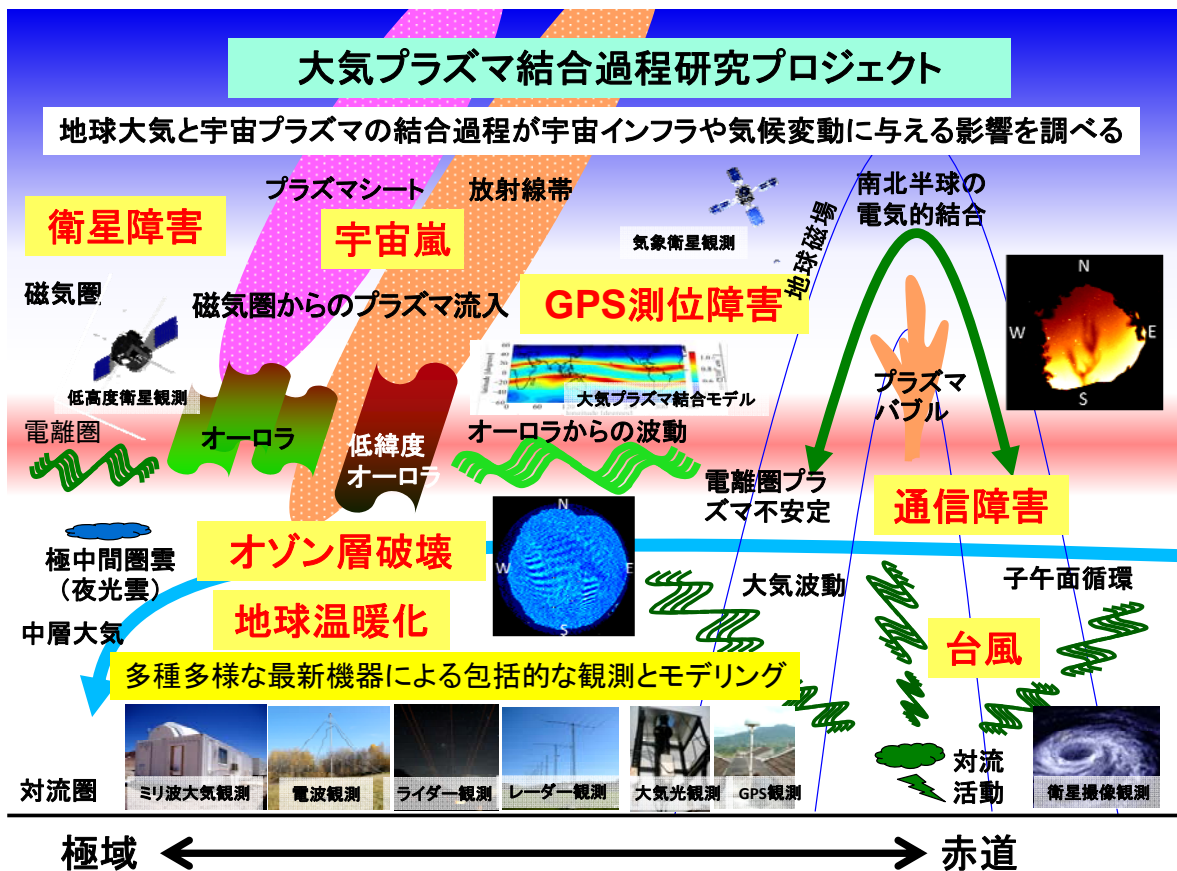 大気プラズマ結合過程研究プロジェクト
地球大気と宇宙プラズマの結合過程が宇宙インフラや気候変動に与える影響を調べる
プラズマシート
放射線帯
南北半球の
電気的結合
衛星障害
宇宙嵐
気象衛星観測
地球磁場
磁気圏
磁気圏からのプラズマ流入
GPS測位障害
N
W
E
S
低高度衛星観測
大気プラズマ結合モデル
プラズマ
バブル
電離圏
オーロラ
低緯度
オーロラ
オーロラからの波動
電離圏プラ
ズマ不安定
通信障害
極中間圏雲
（夜光雲）
オゾン層破壊
N
W
E
S
大気波動
子午面循環
中層大気
地球温暖化
台風
多種多様な最新機器による包括的な観測とモデリング
対流圏
ミリ波大気観測
電波観測
ライダー観測
レーダー観測
大気光観測
GPS観測
対流
活動
衛星撮像観測
極域
赤道